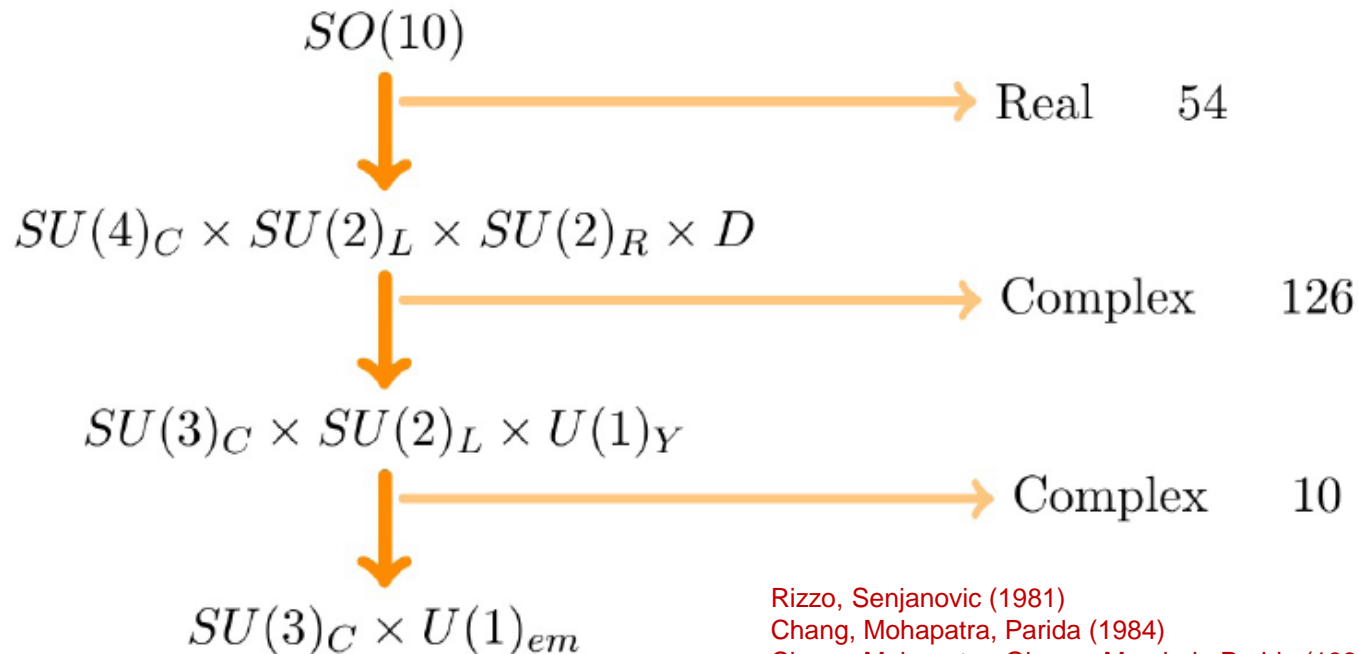 SO(10)
Real 54
SU(4)_C × SU(2)_L × SU(2)_R × D
Complex 126
SU(3)_C × SU(2)_L × U(1)_Y
Complex 10
SU(3)_C × U(1)_{em}
Rizzo, Senjanovic (1981)
Chang, Mohapatra, Parida (1984)